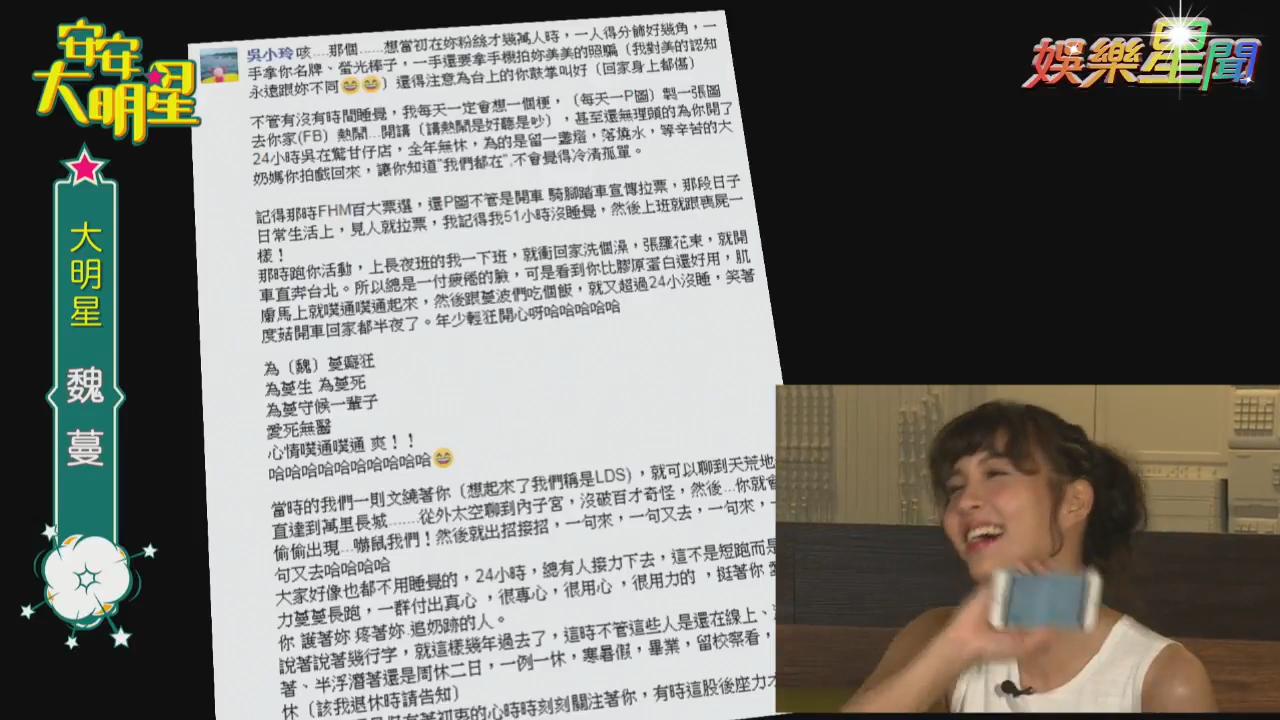 安安
大明星
大明星
魏
蔓
娛樂星聞
吳小玲 咳....那個......想當初在妳粉絲才幾萬人時，一人得分飾好幾角，一
手拿你名牌、螢光棒子，一手還要拿手機拍妳美美的照騙〔我對美的認知
永遠跟妳不同😄😄〕還得注意為台上的你鼓掌叫好〔回家身上都傷〕
不管有沒有時間睡覺，我每天一定會想一個梗，〔每天一P圖〕製一張圖
去你家(FB) 熱鬧...開講〔講熱鬧是好聽是吵〕，甚至還無理頭的為你開了
24小時吳在驚甘仔店，全年無休，為的是留一盞燈，落燒水，等辛苦的大
奶媽你拍戲回來，讓你知道"我們都在",不會覺得冷清孤單。
記得那時FHM百大票選，還P圖不管是開車 騎腳踏車宣傳拉票，那段日子
日常生活上，見人就拉票，我記得我51小時沒睡覺，然後上班就跟喪屍一
樣！
那時跑你活動，上長夜班的我一下班，就衝回家洗個澡，張羅花束，就開
車直奔台北。所以總是一付疲倦的臉，可是看到你比膠原蛋白還好用，肌
膚馬上就噗通噗通起來，然後跟蔓波們吃個飯，就又超過24小沒睡，笑著
度菇開車回家都半夜了。年少輕狂開心呀哈哈哈哈哈
為〔魏〕蔓癡狂
為蔓生 為蔓死
為蔓守候一輩子
愛死無醫
心情噗通噗通 爽！！
哈哈哈哈哈哈哈哈哈哈😄
當時的我們一則文繞著你〔想起來了我們稱是LDS〕，就可以聊到天荒地
直達到萬里長城........從外太空聊到內子宮，沒破百才奇怪，然後...你就會
偷偷出現...嚇鼠我們！然後就出招接招，一句來，一句又去，一句來，
句又去哈哈哈哈
大家好像也都不用睡覺的，24小時，總有人接力下去，這不是短跑而是
力蔓蔓長跑，一群付出真心 ，很專心，很用心 ，很用力的 ，挺著你
你 護著妳 疼著妳 追奶跡的人。
說著說著幾行字，就這樣幾年過去了，這時不管這些人是還在線上、
著、半浮潛著還是周休二日，一例一休，寒暑假，畢業，留校察看，
休〔該我退休時請告知〕
的心時時刻刻關注著你，有時這股後座力